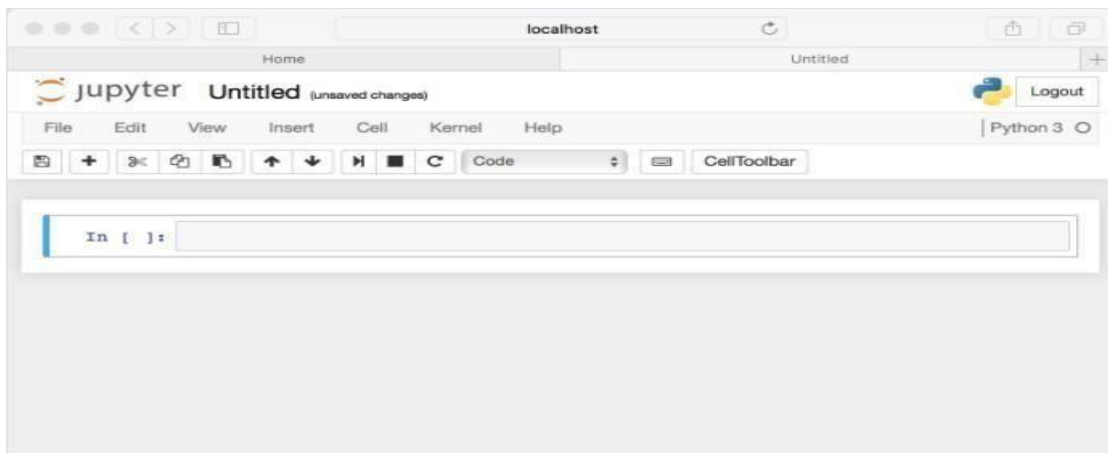 localhost
Home Untitled
jupyter Untitled (unsaved changes) Logout
File Edit View Insert Cell Kernel Help Python 3
Code CellToolbar
In [ ]: